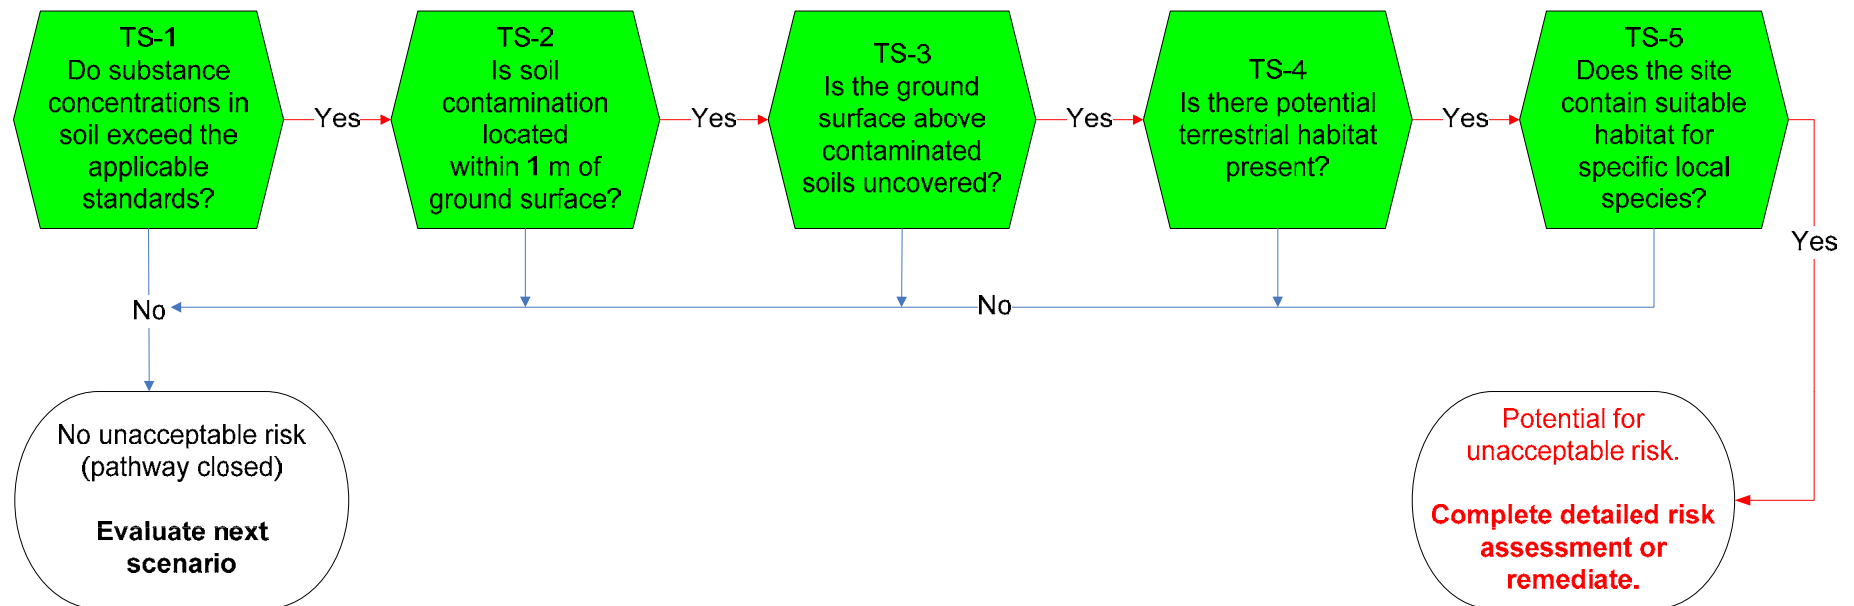 TS-1
Do substance
concentrations in
soil exceed the
applicable
standards?
Yes
TS-2
Is soil
contamination
located
within 1 m of
ground surface?
Yes
TS-3
Is the ground
surface above
contaminated
soils uncovered?
Yes
TS-4
Is there potential
terrestrial habitat
present?
Yes
TS-5
Does the site
contain suitable
habitat for
specific local
species?
Yes
No
No
No unacceptable risk
(pathway closed)
Evaluate next
scenario
Potential for
unacceptable risk.
Complete detailed risk
assessment or
remediate.